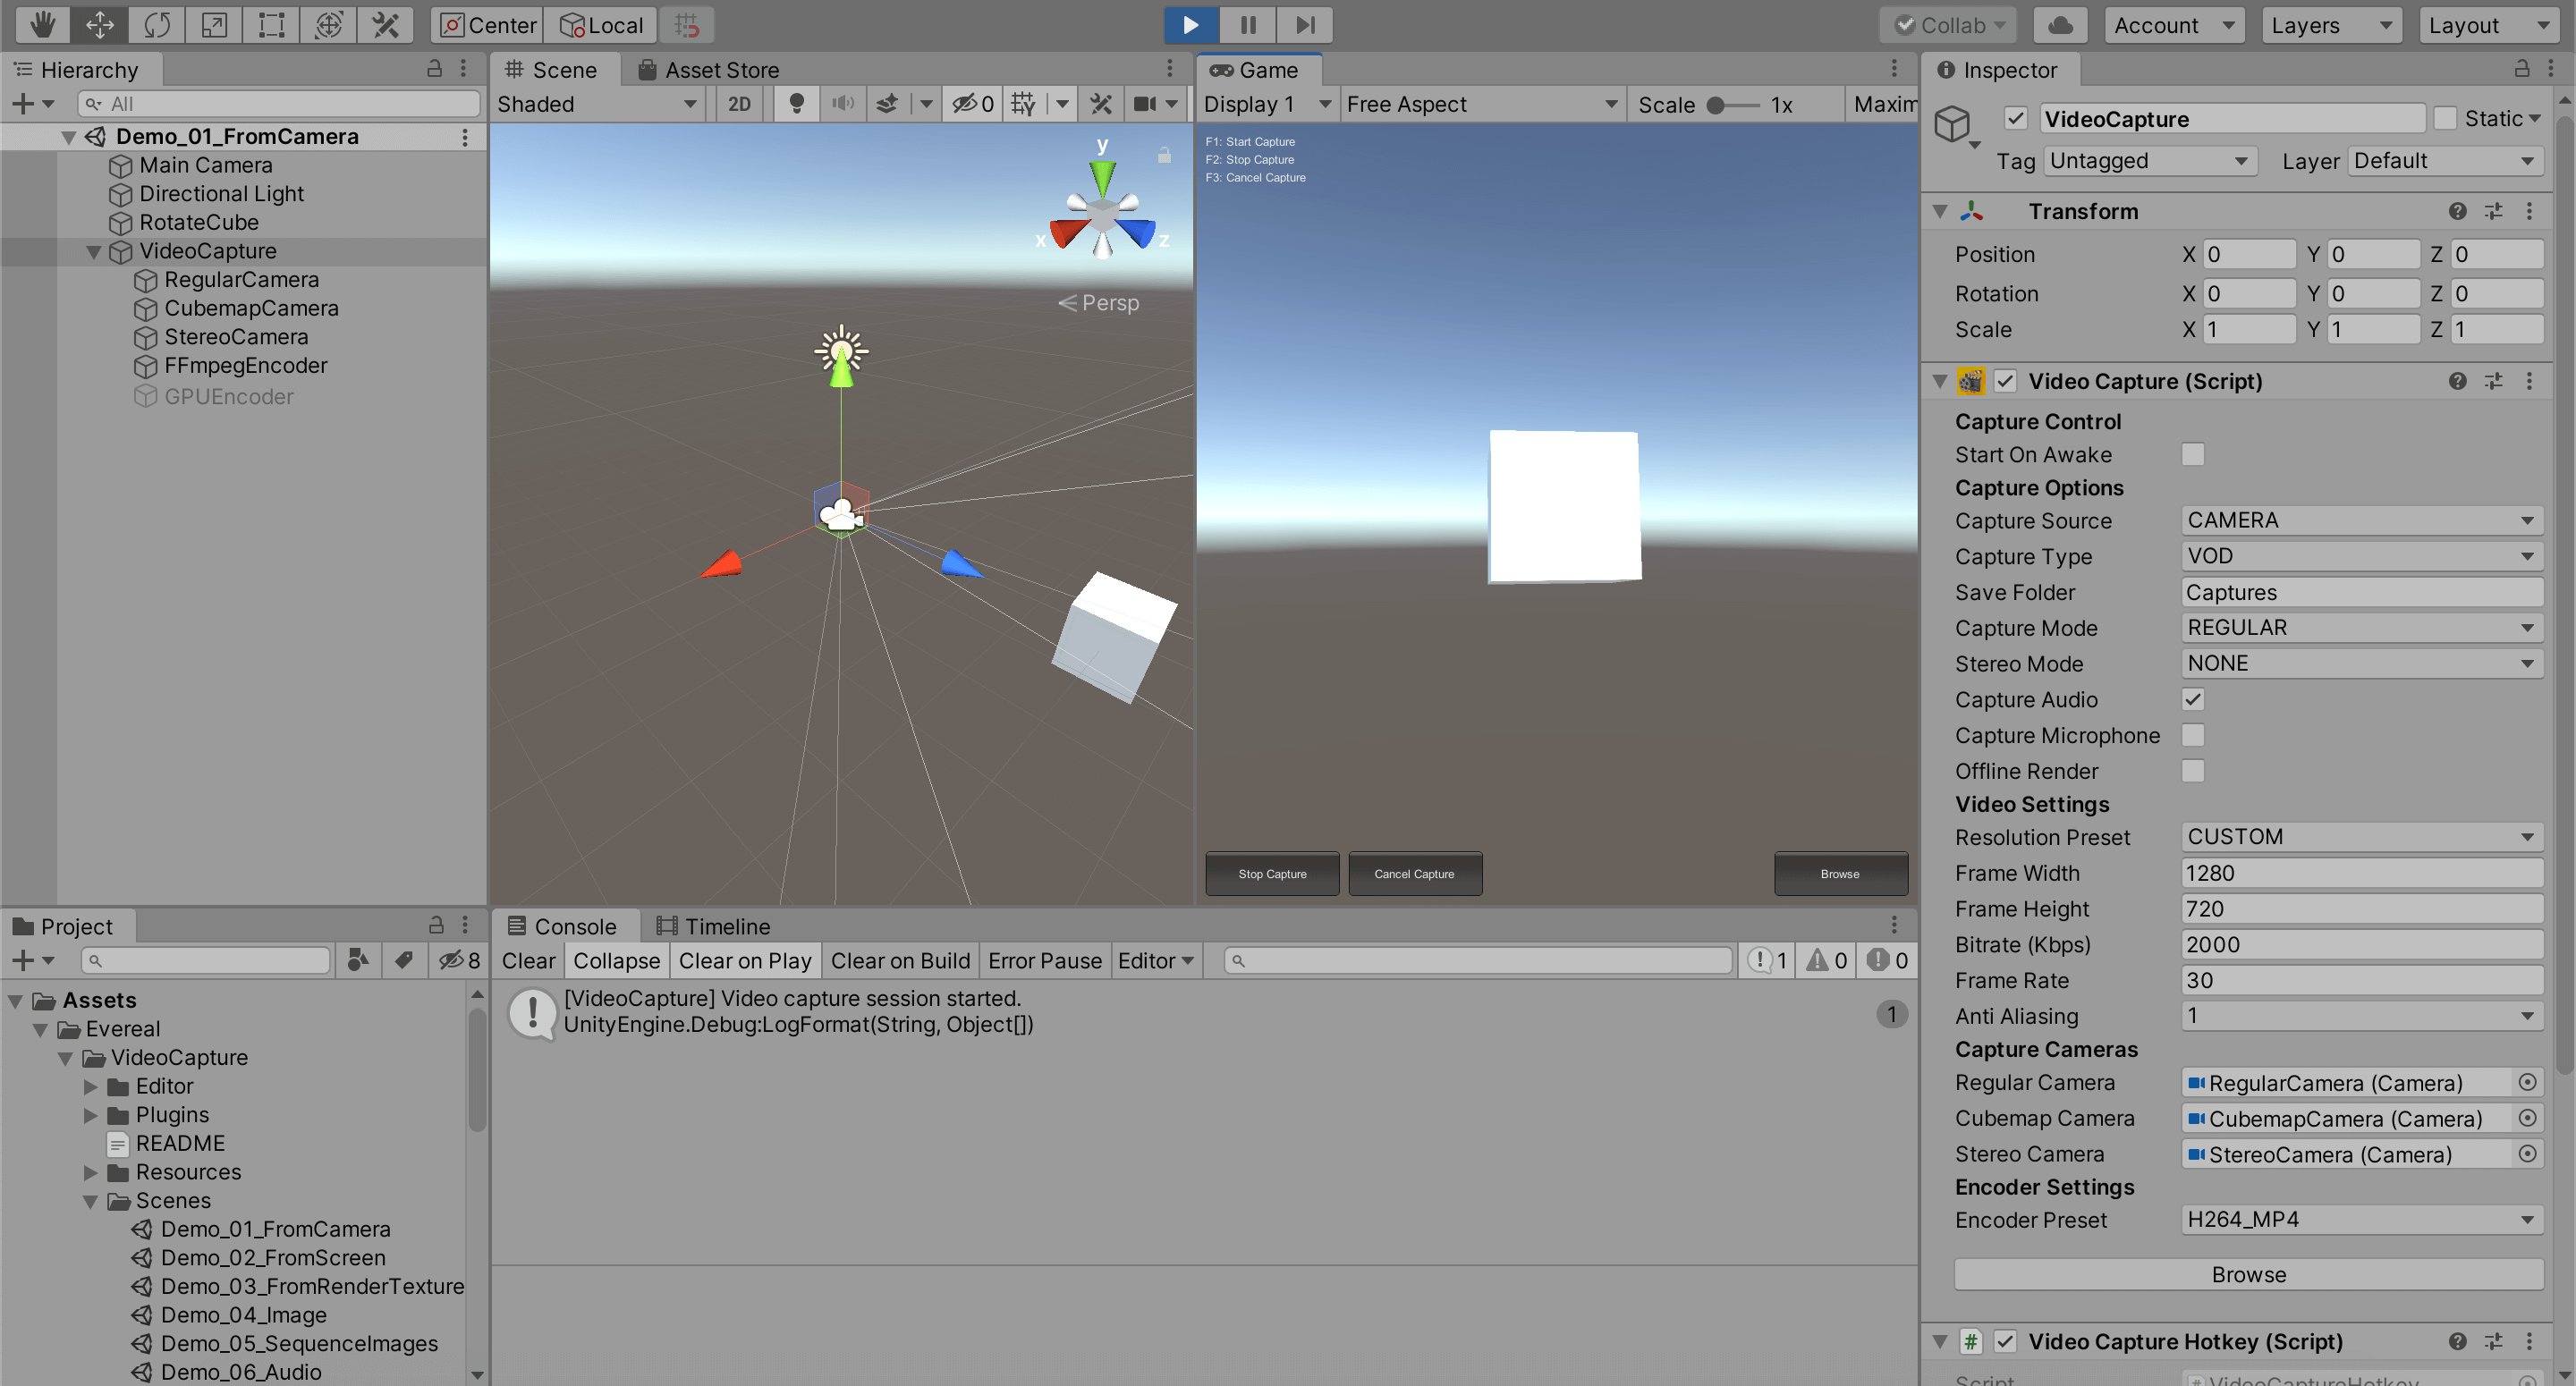 Center
Local
Collab
Account
Layers
Layout
Hierarchy
All
Demo_01_FromCamera
Main Camera
Directional Light
RotateCube
VideoCapture
RegularCamera
CubemapCamera
StereoCamera
FFmpegEncoder
GPUEncoder
Scene
Asset Store
Shaded
2D
0
y
x
z
Persp
Game
Display 1
Free Aspect
Scale
1x
Maxim
F1: Start Capture
F2: Stop Capture
F3: Cancel Capture
Stop Capture
Cancel Capture
Browse
Inspector
VideoCapture
Static
Tag
Untagged
Layer
Default
Transform
Position X 0 Y 0 Z 0
Rotation X 0 Y 0 Z 0
Scale X 1 Y 1 Z 1
Video Capture (Script)
Capture Control
Start On Awake
Capture Options
Capture Source CAMERA
Capture Type VOD
Save Folder Captures
Capture Mode REGULAR
Stereo Mode NONE
Capture Audio
Capture Microphone
Offline Render
Video Settings
Resolution Preset CUSTOM
Frame Width 1280
Frame Height 720
Bitrate (Kbps) 2000
Frame Rate 30
Anti Aliasing 1
Capture Cameras
Regular Camera RegularCamera (Camera)
Cubemap Camera CubemapCamera (Camera)
Stereo Camera StereoCamera (Camera)
Encoder Settings
Encoder Preset H264_MP4
Browse
# Video Capture Hotkey (Script)
Script VideoCaptureHotkey
Project
8
Assets
Evereal
VideoCapture
Editor
Plugins
README
Resources
Scenes
Demo_01_FromCamera
Demo_02_FromScreen
Demo_03_FromRenderTexture
Demo_04_Image
Demo_05_SequenceImages
Demo_06_Audio
Console
Timeline
Clear
Collapse
Clear on Play
Clear on Build
Error Pause
Editor
1
0
0
[VideoCapture] Video capture session started.
UnityEngine.Debug:LogFormat(String, Object[])
1